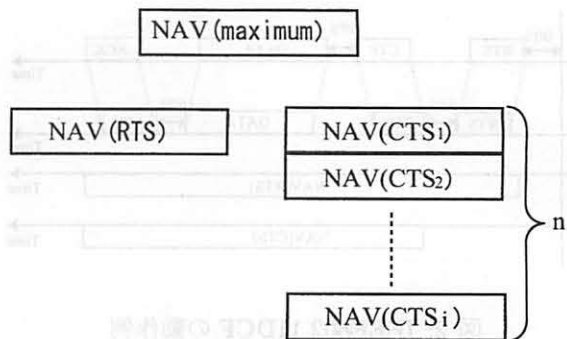 NAV(maximum)
NAV(RTS)
NAV(CTS1)
NAV(CTS2)
n
NAV(CTSi)